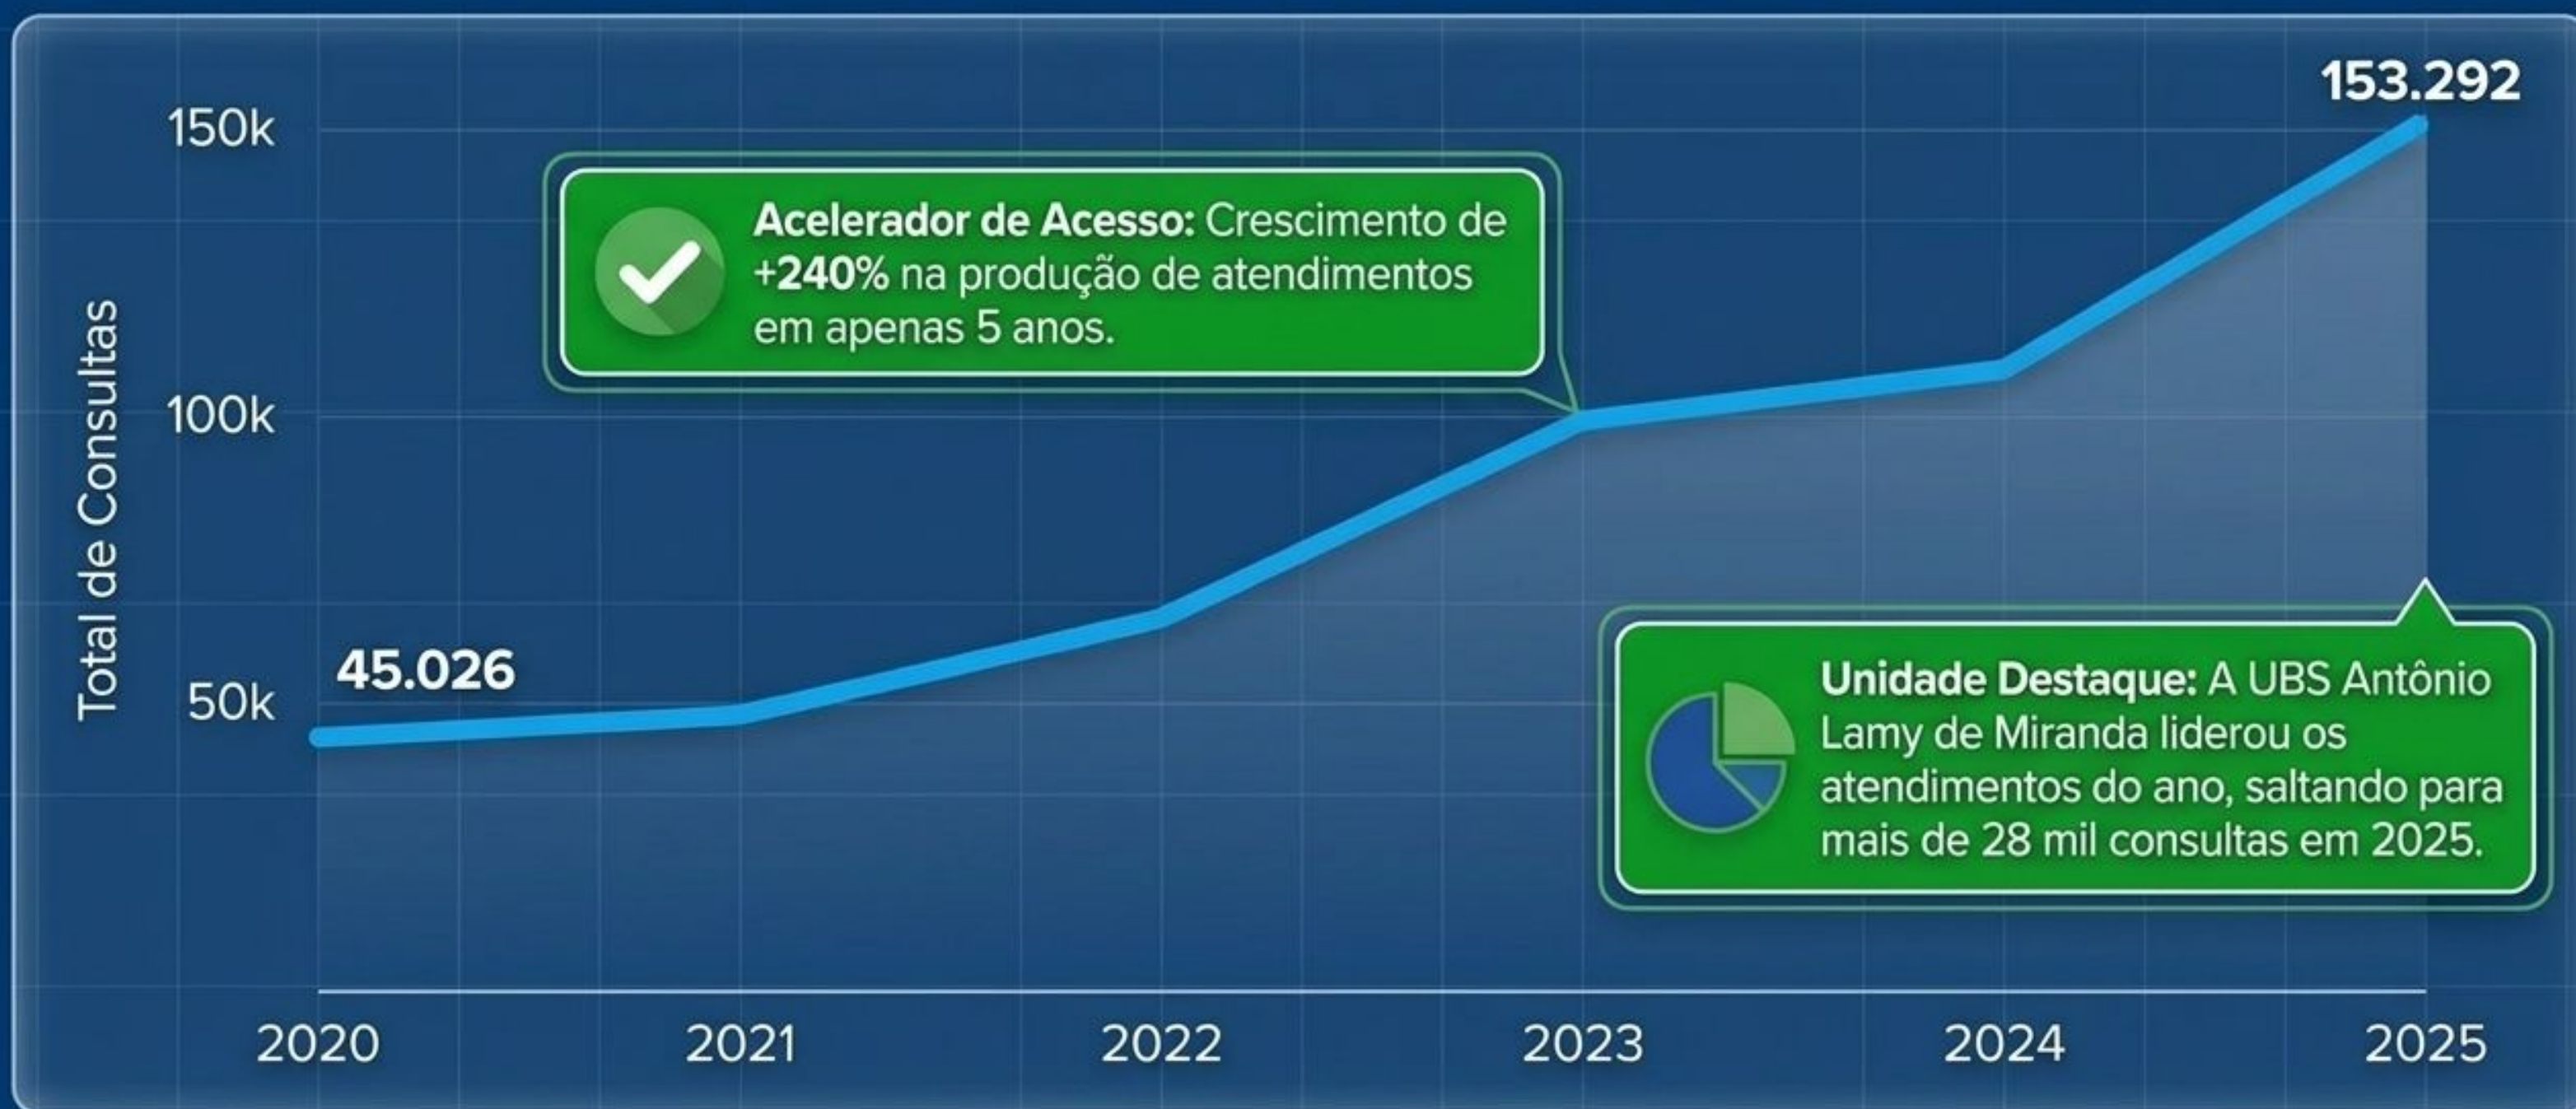 153.292
150k
Acelerador de Acesso: Crescimento de
+240% na produção de atendimentos
em apenas 5 anos.
Total de Consultas
100k
45.026
50k
Unidade Destaque: A UBS Antônio
Lamy de Miranda liderou os
atendimentos do ano, saltando para
mais de 28 mil consultas em 2025.
2020 2021 2022 2023 2024 2025